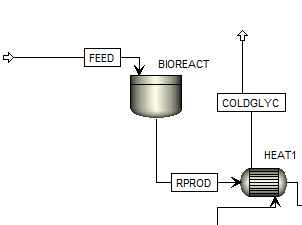 FEED
BIOREACT
COLDGLYC
HEAT1
RPROD